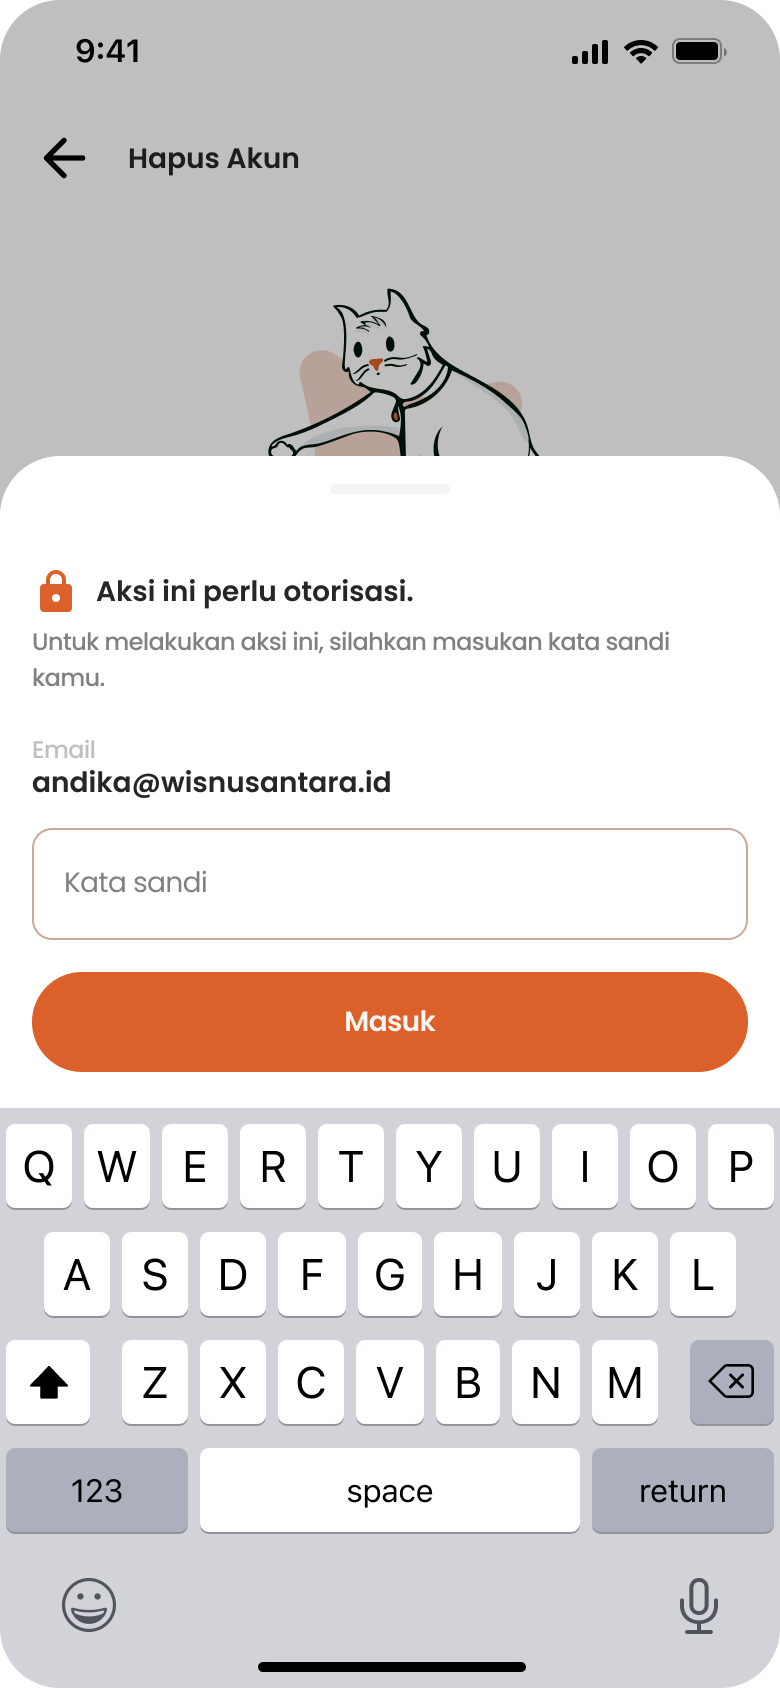 9:41
Hapus Akun
Aksi ini perlu otorisasi.
Untuk melakukan aksi ini, silahkan masukan kata sandi
kamu.
Email
andika@wisnusantara.id
Kata sandi
Masuk
Q W E R T Y U I O P
A S D F G H J K L
Z X C V B N M
123 space return